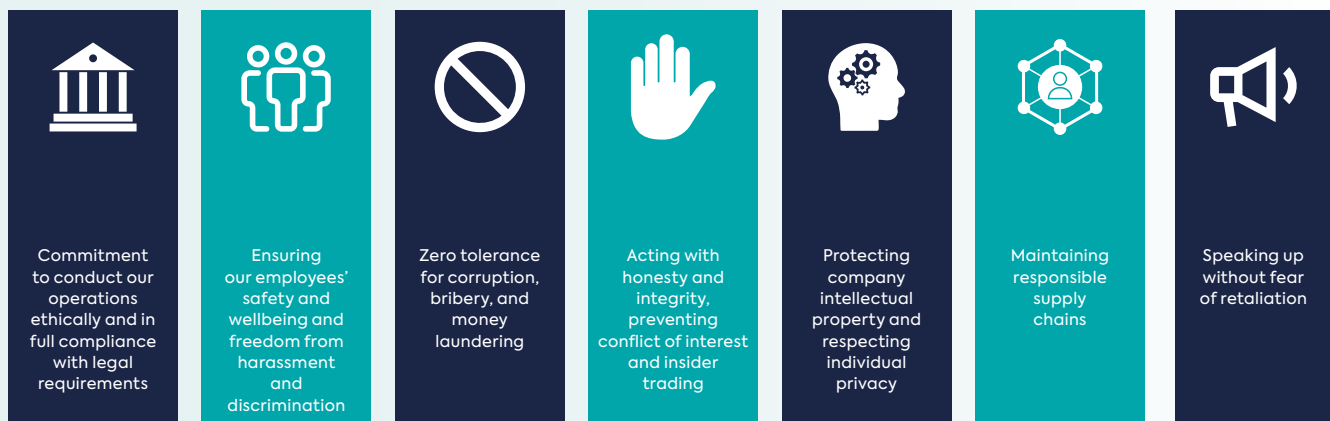 Commitment
to conduct our
operations
ethically and in
full compliance
with legal
requirements
Ensuring
our employees’
safety and
wellbeing and
freedom from
harassment
and
discrimination
Zero tolerance
for corruption,
bribery, and
money
laundering
Acting with
honesty and
integrity,
preventing
conflict of interest
and insider
trading
Protecting
company
intellectual
property and
respecting
individual
privacy
Maintaining
responsible
supply
chains
Speaking up
without fear
of retaliation